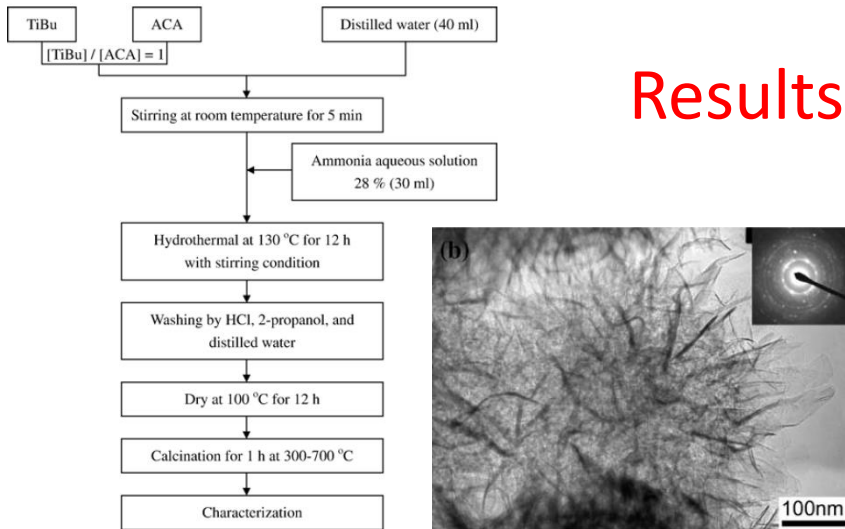 TiBu
ACA
Distilled water (40 ml)
[TiBu] / [ACA] = 1
Results
Stirring at room temperature for 5 min
Ammonia aqueous solution
28 % (30 ml)
Hydrothermal at 130 °C for 12 h
with stirring condition
Washing by HCl, 2-propanol, and
distilled water
Dry at 100 °C for 12 h
Calcination for 1 h at 300-700 °C
Characterization
(b)
100nm